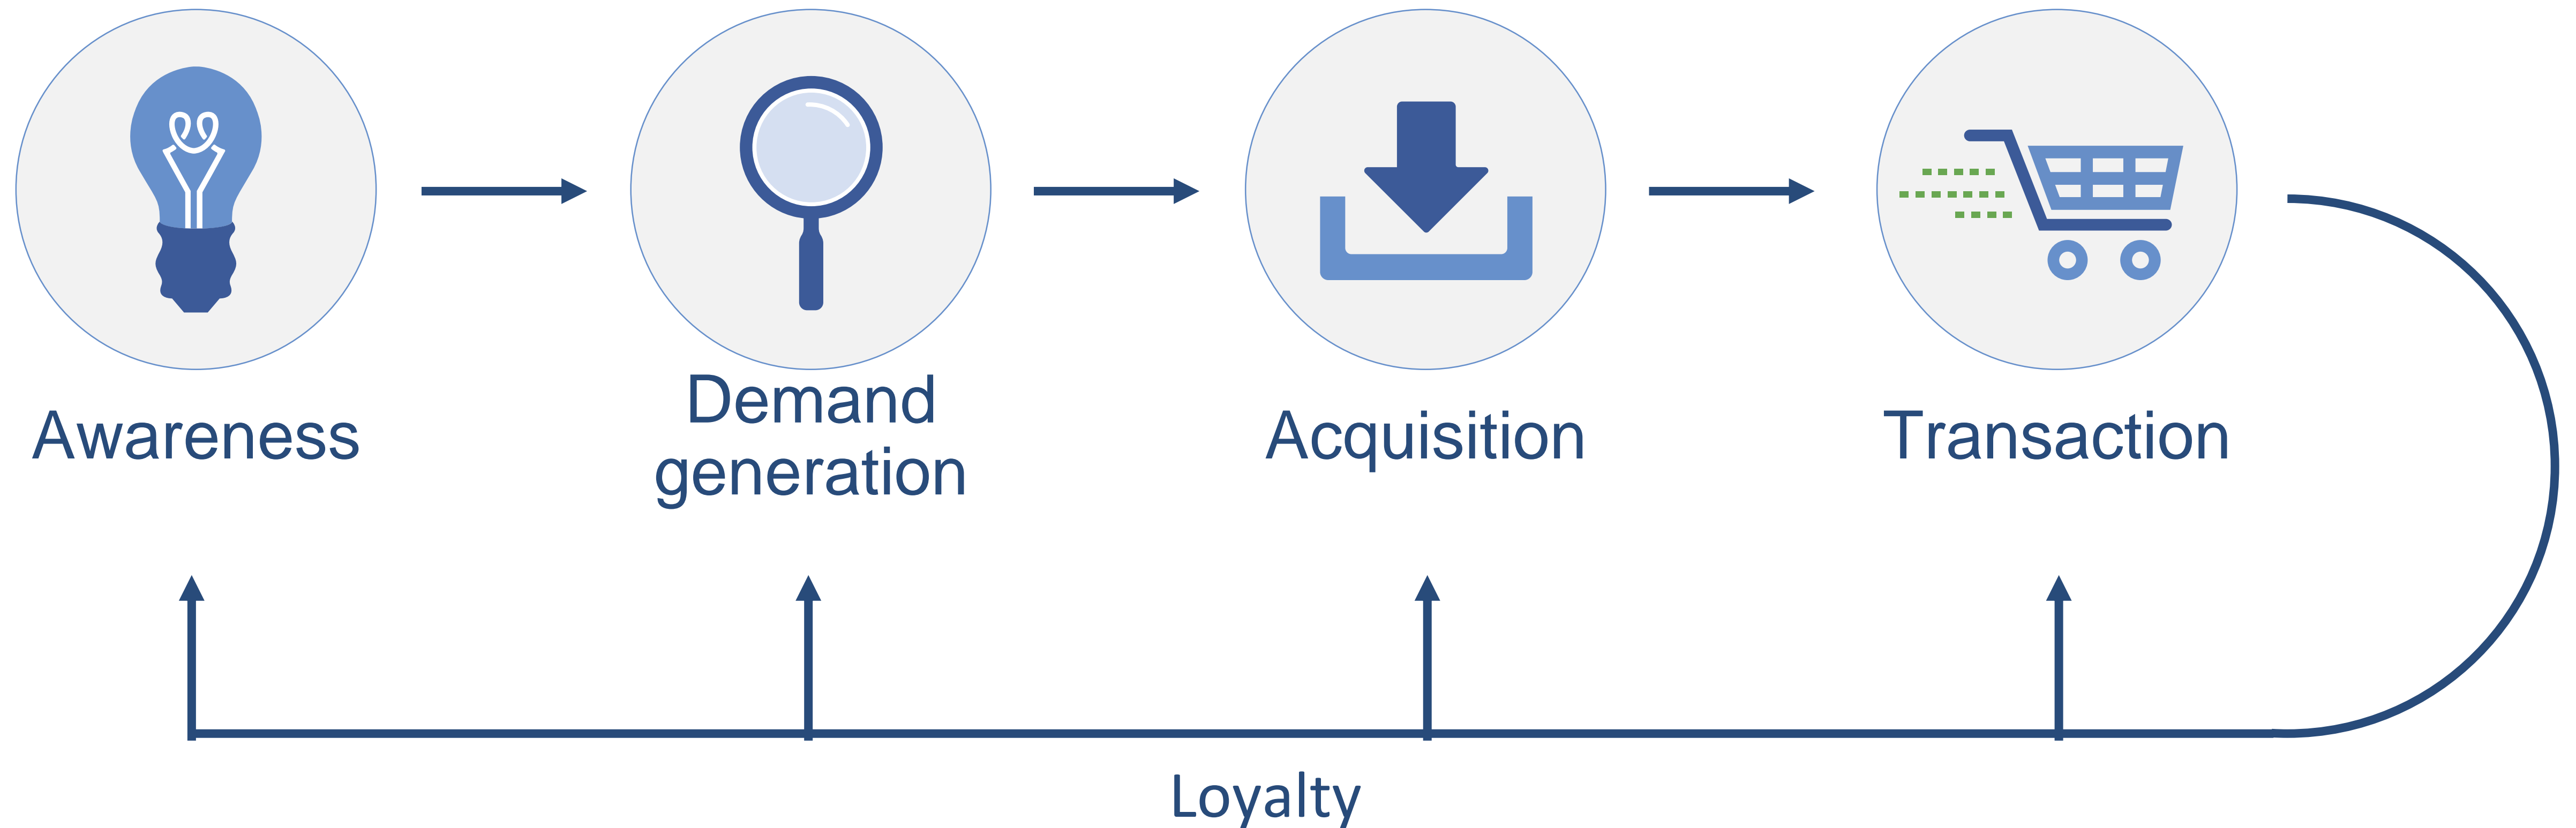 Awareness
Demand
generation
Acquisition
Transaction
Loyalty